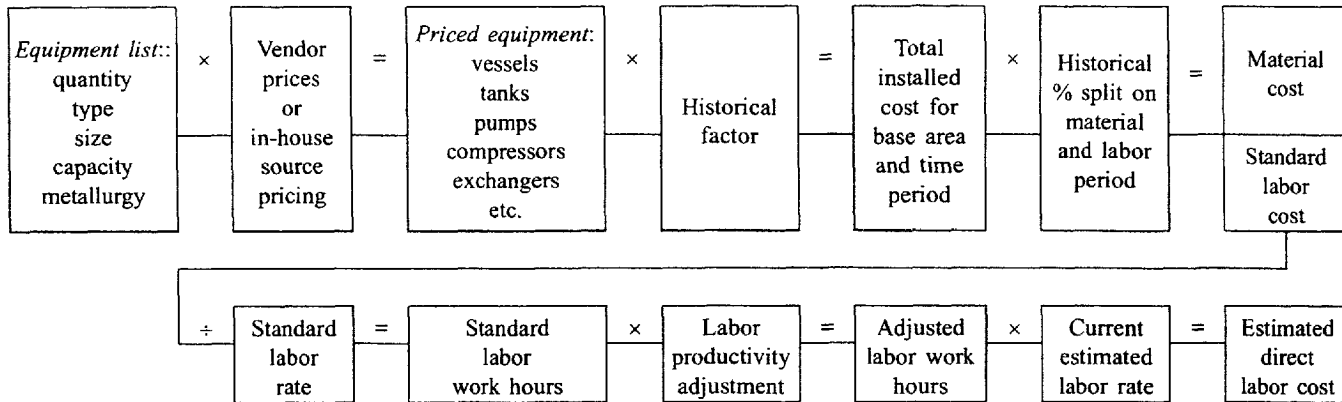 Equipment list::
quantity
type
size
capacity
metallurgy
×
Vendor
prices
or
in-house
source
pricing
=
Priced equipment:
vessels
tanks
pumps
compressors
exchangers
etc.
×
Historical
factor
=
Total
installed
cost for
base area
and time
period
×
Historical
% split on
material
and labor
period
=
Material
cost
Standard
labor
cost
÷
Standard
labor
rate
=
Standard
labor
work hours
×
Labor
productivity
adjustment
=
Adjusted
labor work
hours
×
Current
estimated
labor rate
=
Estimated
direct
labor cost